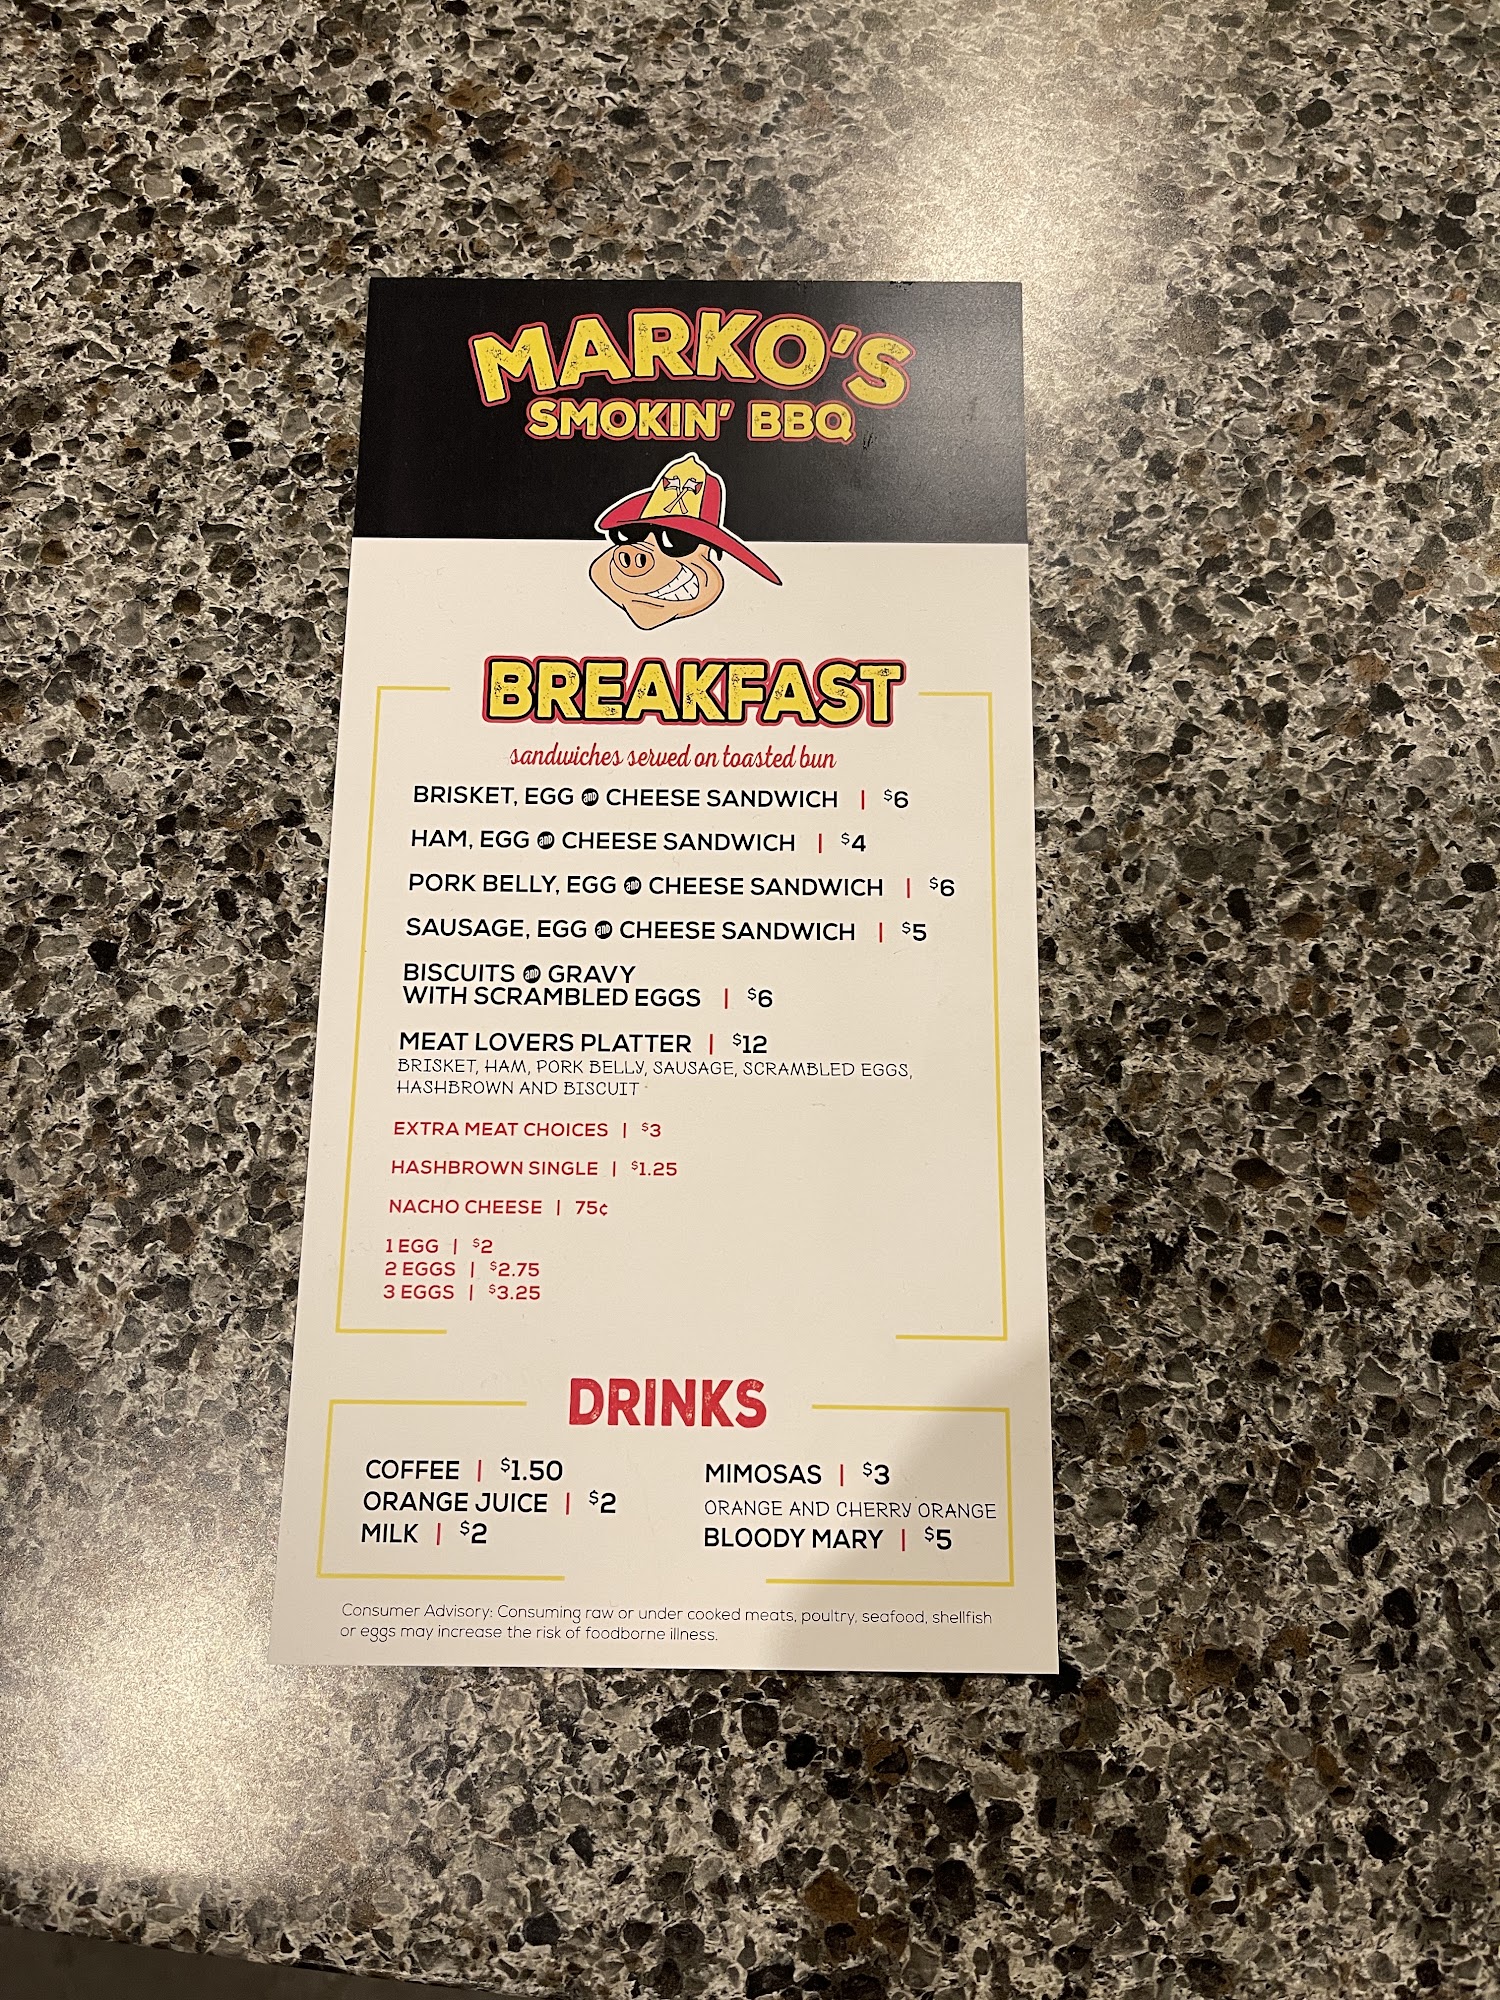 MARKO'S
SMOKIN' BBQ
BREAKFAST
sandwiches served on toasted bun
BRISKET, EGG AND CHEESE SANDWICH | $6
HAM, EGG AND CHEESE SANDWICH | $4
PORK BELLY, EGG AND CHEESE SANDWICH | $6
SAUSAGE, EGG AND CHEESE SANDWICH | $5
BISCUITS AND GRAVY
WITH SCRAMBLED EGGS | $6
MEAT LOVERS PLATTER | $12
BRISKET, HAM, PORK BELLY, SAUSAGE, SCRAMBLED EGGS,
HASHBROWN AND BISCUIT
EXTRA MEAT CHOICES | $3
HASHBROWN SINGLE | $1.25
NACHO CHEESE | 75¢
1 EGG | $2
2 EGGS | $2.75
3 EGGS | $3.25
DRINKS
COFFEE | $1.50
ORANGE JUICE | $2
MILK | $2
MIMOSAS | $3
ORANGE AND CHERRY ORANGE
BLOODY MARY | $5
Consumer Advisory: Consuming raw or under cooked meats, poultry, seafood, shellfish
or eggs may increase the risk of foodborne illness.